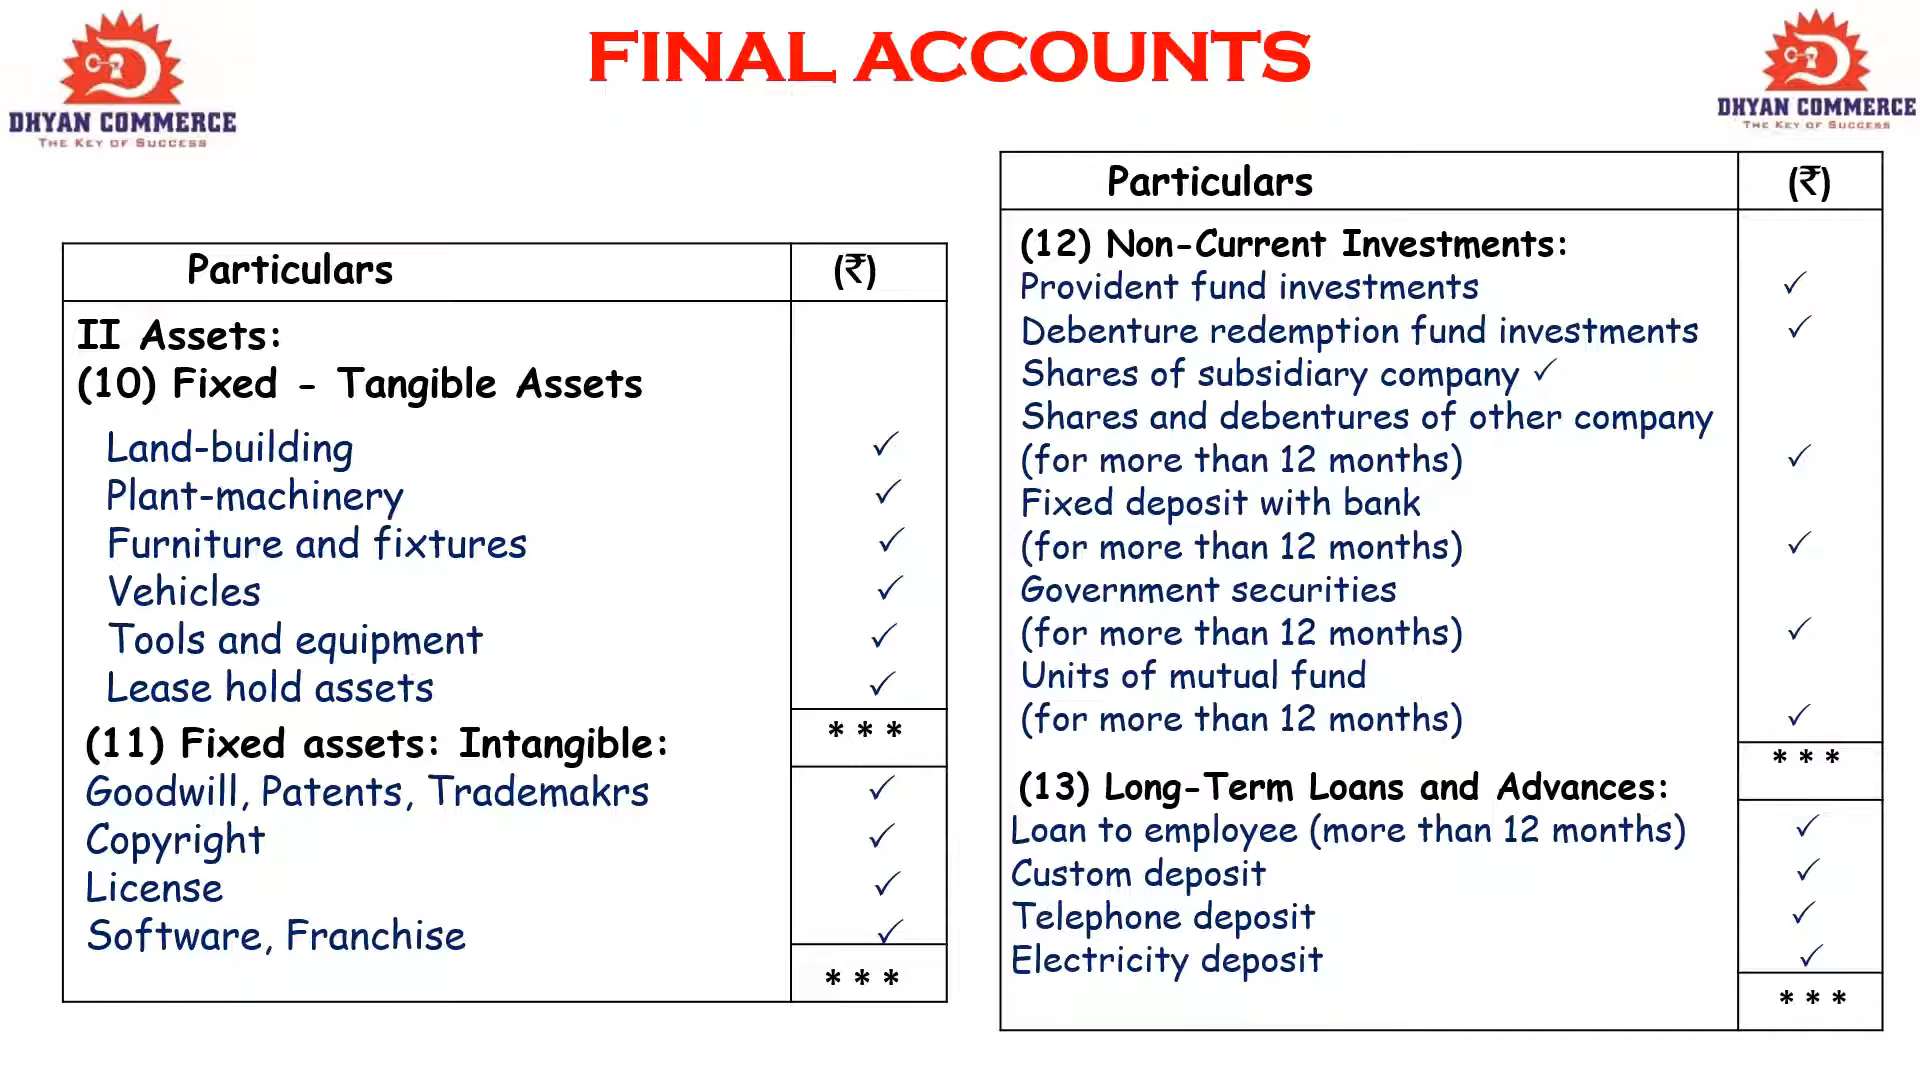 FINAL ACCOUNTS
DHYAN COMMERCE
THE KEY OF SUCCESS
DHYAN COMMERCE
THE KEY OF SUCCESS
Particulars (₹)
II Assets:
(10) Fixed - Tangible Assets
Land-building ✓
Plant-machinery ✓
Furniture and fixtures ✓
Vehicles ✓
Tools and equipment ✓
Lease hold assets ✓
* * *
(11) Fixed assets: Intangible:
Goodwill, Patents, Trademakrs ✓
Copyright ✓
License ✓
Software, Franchise ✓
* * *
Particulars (₹)
(12) Non-Current Investments:
Provident fund investments ✓
Debenture redemption fund investments ✓
Shares of subsidiary company ✓
Shares and debentures of other company
(for more than 12 months) ✓
Fixed deposit with bank
(for more than 12 months) ✓
Government securities
(for more than 12 months) ✓
Units of mutual fund
(for more than 12 months) ✓
* * *
(13) Long-Term Loans and Advances:
Loan to employee (more than 12 months) ✓
Custom deposit ✓
Telephone deposit ✓
Electricity deposit ✓
* * *